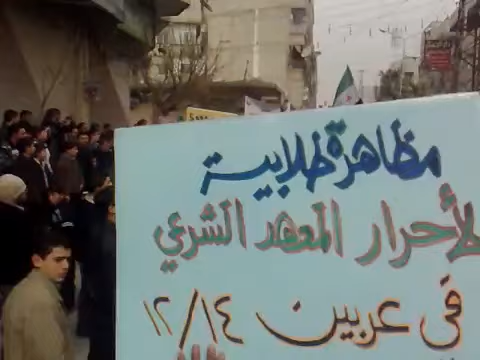 مظاهرة طلابية
لأحرار المعهد الشرعي
في عربين ١٢/١٤